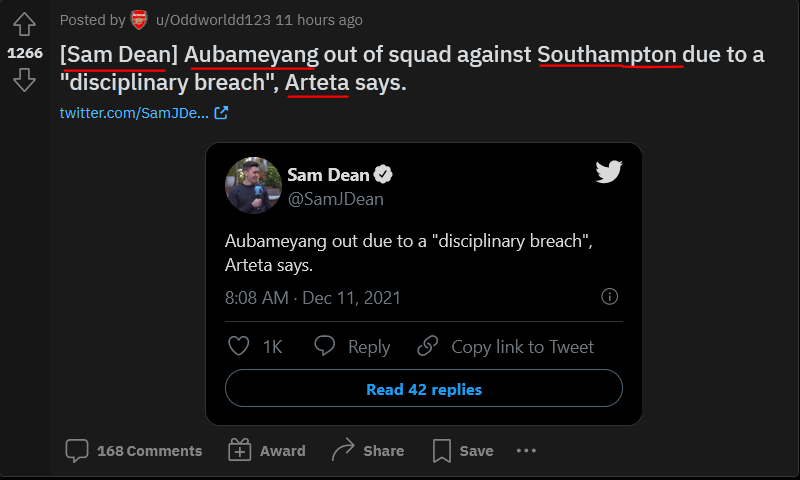 Posted by u/Oddworldd123 11 hours ago
1266
[Sam Dean] Aubameyang out of squad against Southampton due to a
"disciplinary breach", Arteta says.
twitter.com/SamJDe...
Sam Dean
@SamJDean
Aubameyang out due to a "disciplinary breach",
Arteta says.
8:08 AM · Dec 11, 2021
1K Reply Copy link to Tweet
Read 42 replies
168 Comments Award Share Save ...